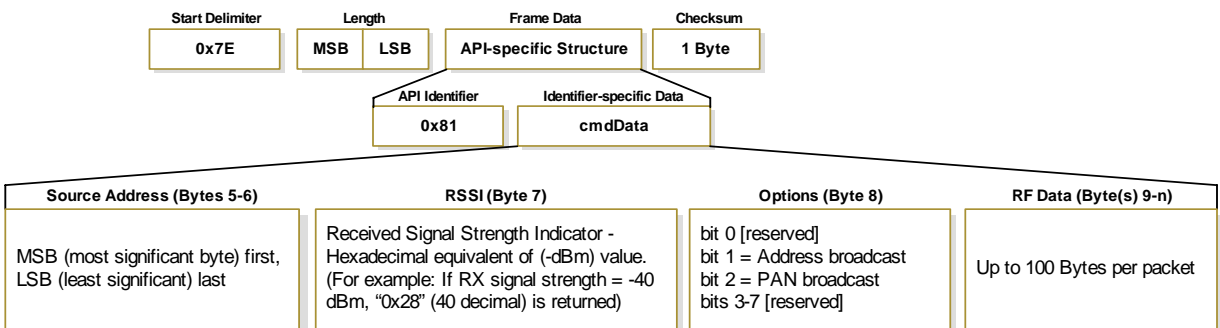 Start Delimiter
Length
Frame Data
Checksum
0x7E
MSB
LSB
API-specific Structure
1 Byte
API Identifier
Identifier-specific Data
0x81
cmdData
Source Address (Bytes 5-6)
MSB (most significant byte) first,
LSB (least significant) last
RSSI (Byte 7)
Received Signal Strength Indicator -
Hexadecimal equivalent of (-dBm) value.
(For example: If RX signal strength = -40
dBm, “0x28” (40 decimal) is returned)
Options (Byte 8)
bit 0 [reserved]
bit 1 = Address broadcast
bit 2 = PAN broadcast
bits 3-7 [reserved]
RF Data (Byte(s) 9-n)
Up to 100 Bytes per packet